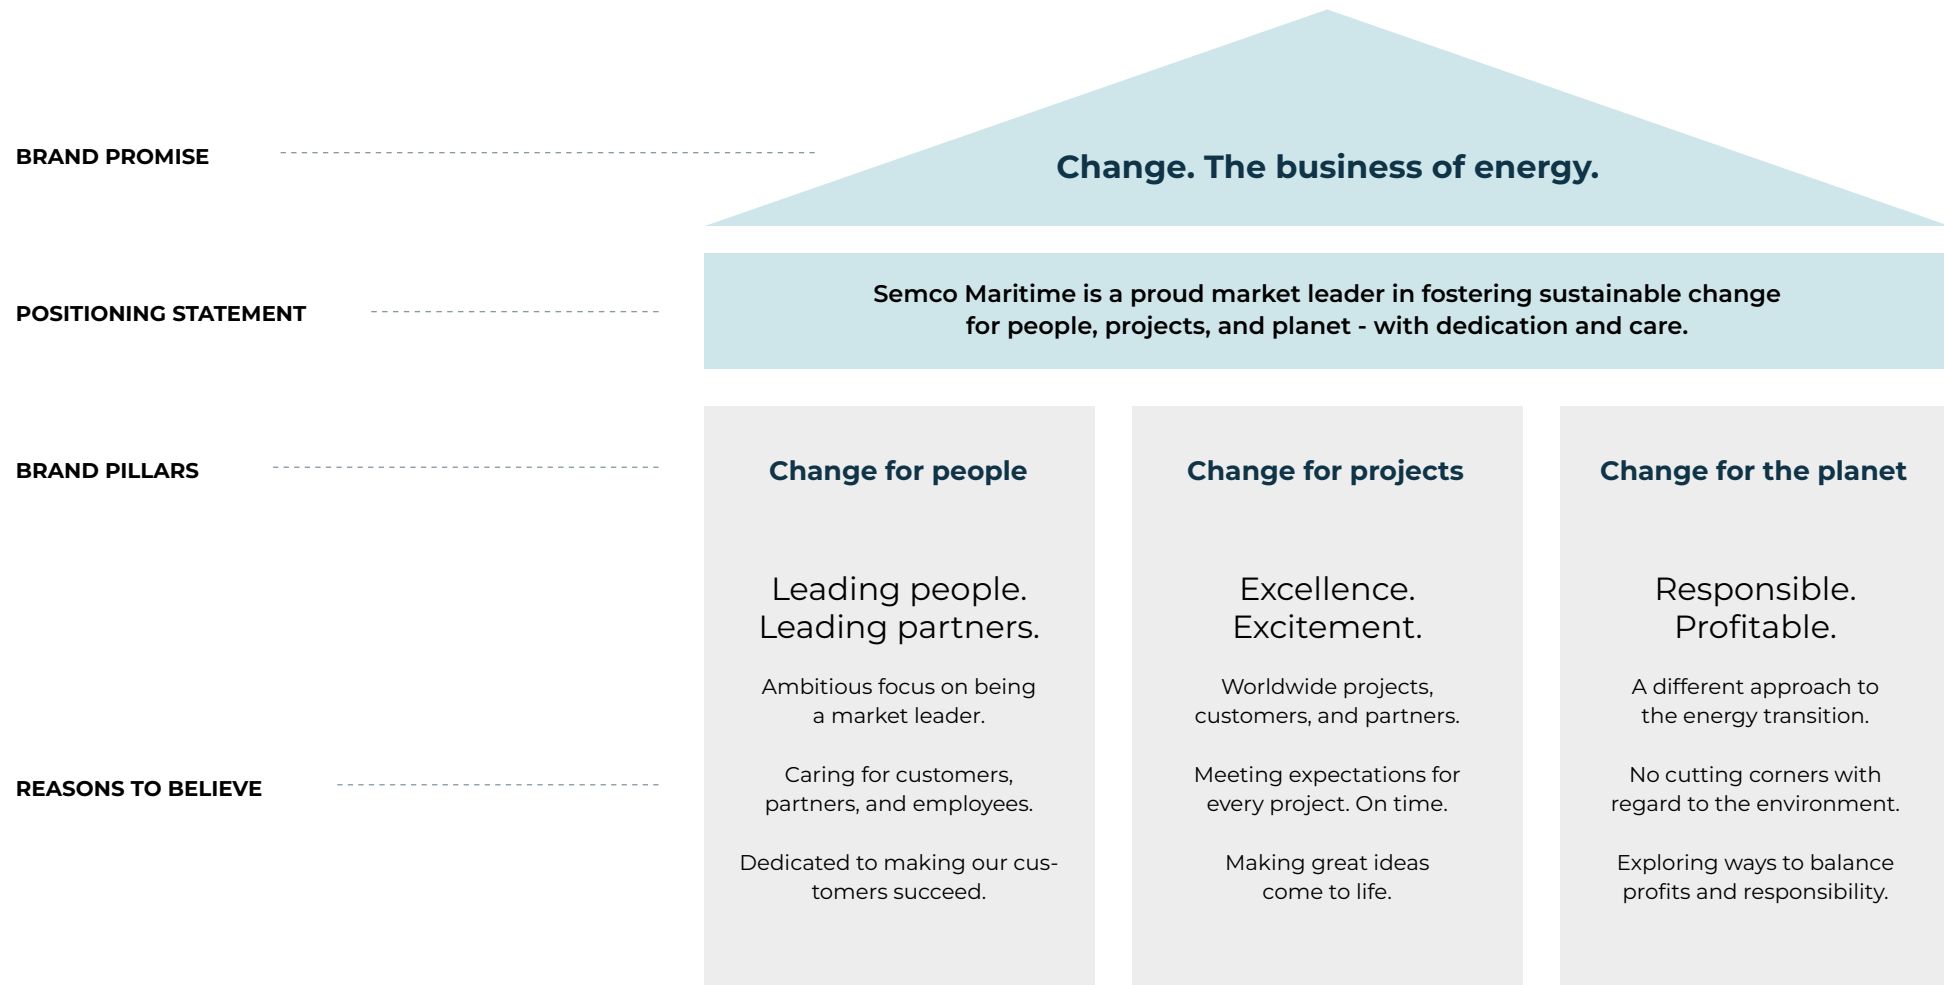 BRAND PROMISE
Change. The business of energy.
POSITIONING STATEMENT
Semco Maritime is a proud market leader in fostering sustainable change
for people, projects, and planet - with dedication and care.
BRAND PILLARS
Change for people
Change for projects
Change for the planet
REASONS TO BELIEVE
Leading people.
Leading partners.
Ambitious focus on being
a market leader.
Caring for customers,
partners, and employees.
Dedicated to making our cus-
tomers succeed.
Excellence.
Excitement.
Worldwide projects,
customers, and partners.
Meeting expectations for
every project. On time.
Making great ideas
come to life.
Responsible.
Profitable.
A different approach to
the energy transition.
No cutting corners with
regard to the environment.
Exploring ways to balance
profits and responsibility.